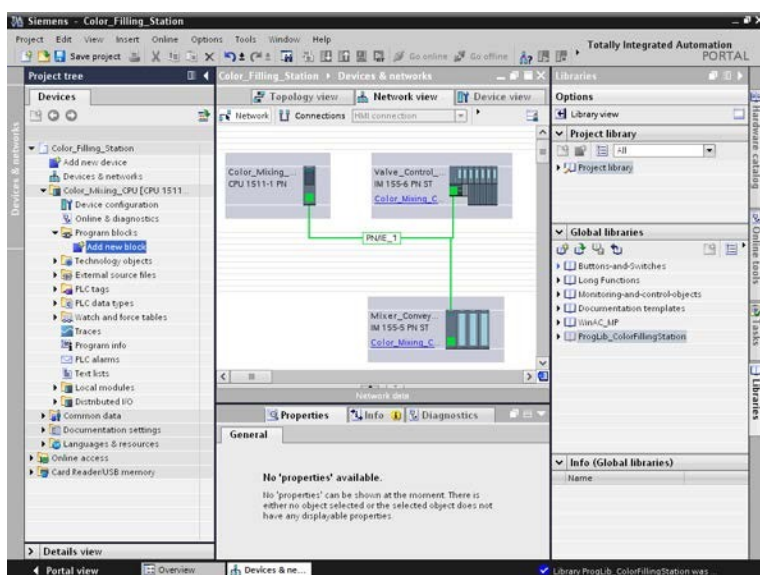 Siemens - Color_Filling_Station
Project Edit View Insert Online Options Tools Window Help
Totally Integrated Automation
PORTAL
Save project
Go online
Go offline
Project tree
Devices
Color_Filling_Station
Add new device
Devices & networks
Color_Mixing_CPU [CPU 1511...
Device configuration
Online & diagnostics
Program blocks
Add new block
Technology objects
External source files
PLC tags
PLC data types
Watch and force tables
Traces
Program info
PLC alarms
Text lists
Local modules
Distributed I/O
Common data
Documentation settings
Languages & resources
Online access
Card Reader/USB memory
Details view
Devices & networks
Color_Filling_Station ▸ Devices & networks
Topology view
Network view
Device view
Network
Connections
HMI connection
Color_Mixing_...
CPU 1511-1 PN
Valve_Control_...
IM 155-6 PN ST
Color_Mixing_C...
PN/IE_1
Mixer_Convey...
IM 155-5 PN ST
Color_Mixing_C...
Network data
Properties
Info
Diagnostics
General
No 'properties' available.
No 'properties' can be shown at the moment. There is
either no object selected or the selected object does not
have any displayable properties.
Libraries
Options
Library view
Project library
All
Project library
Global libraries
Buttons-and-Switches
Long Functions
Monitoring-and-control-objects
Documentation templates
WinAC_MP
ProgLib_ColorFillingStation
Info (Global libraries)
Name
Hardware catalog
Online tools
Tasks
Libraries
Portal view
Overview
Devices & ne...
Library ProgLib_ColorFillingStation was ...